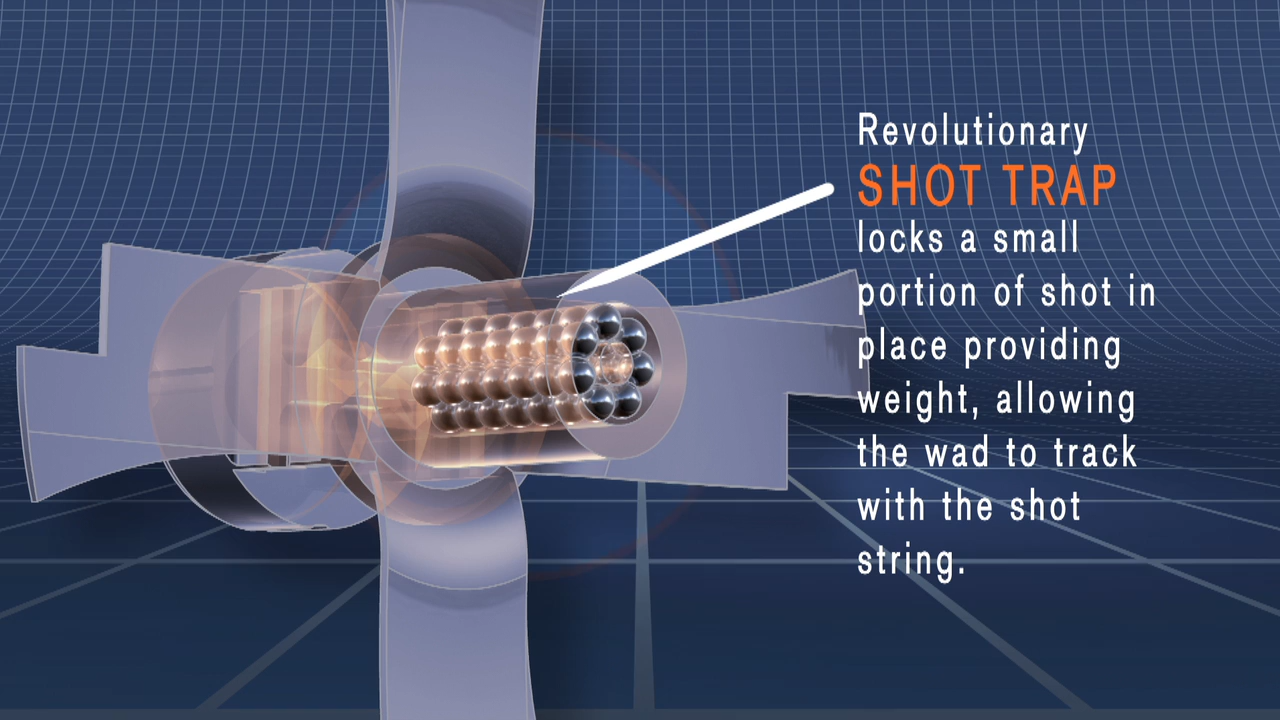 Revolutionary
SHOT TRAP
locks a small
portion of shot in
place providing
weight, allowing
the wad to track
with the shot
string.